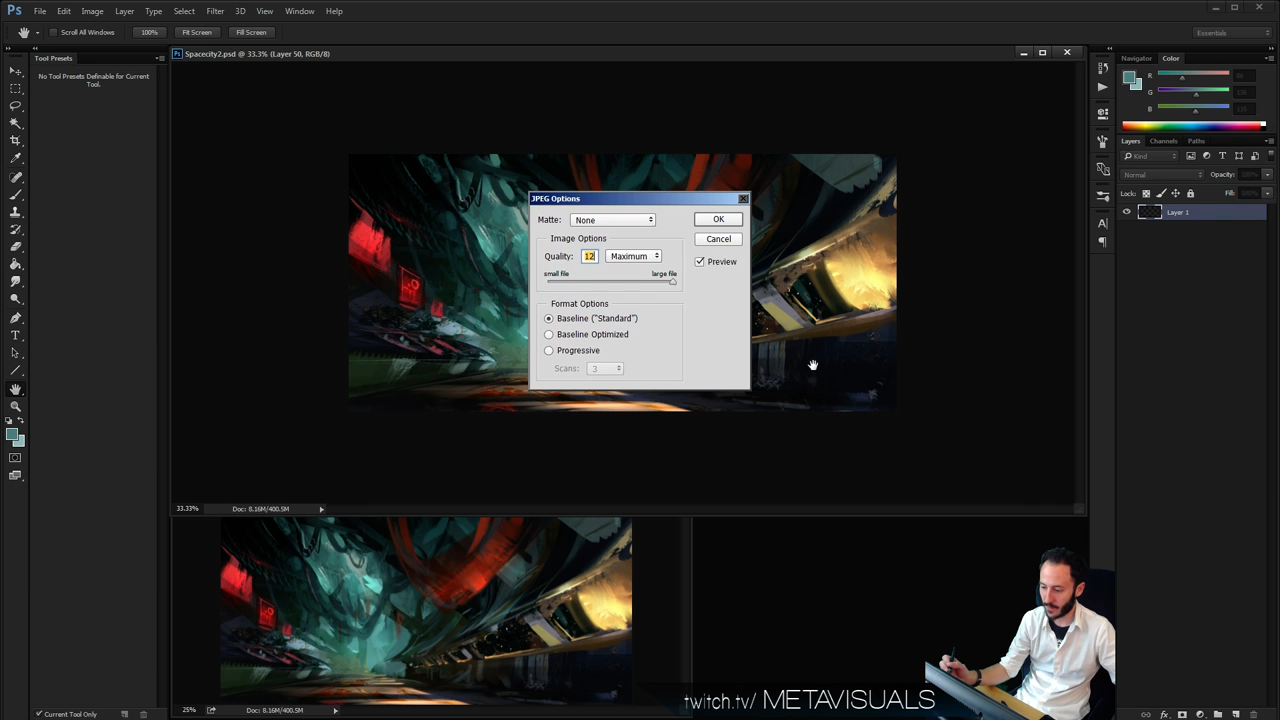 Ps File Edit Image Layer Type Select Filter 3D View Window Help
Scroll All Windows 100% Fit Screen Fill Screen Essentials
Tool Presets
No Tool Presets Definable for Current
Tool.
Ps Spacecity2.psd @ 33.3% (Layer 50, RGB/8)
JPEG Options
Matte: None OK
Image Options Cancel
Quality: 12 Maximum Preview
small file large file
Format Options
Baseline ("Standard")
Baseline Optimized
Progressive
Scans: 3
33.33% Doc: 8.16M/400.5M
25% Doc: 8.16M/400.5M
Current Tool Only
Navigator Color
R
G
B
Layers Channels Paths
Kind
Normal Opacity: 100%
Lock: Fill: 100%
Layer 1
twitch.tv/ METAVISUALS